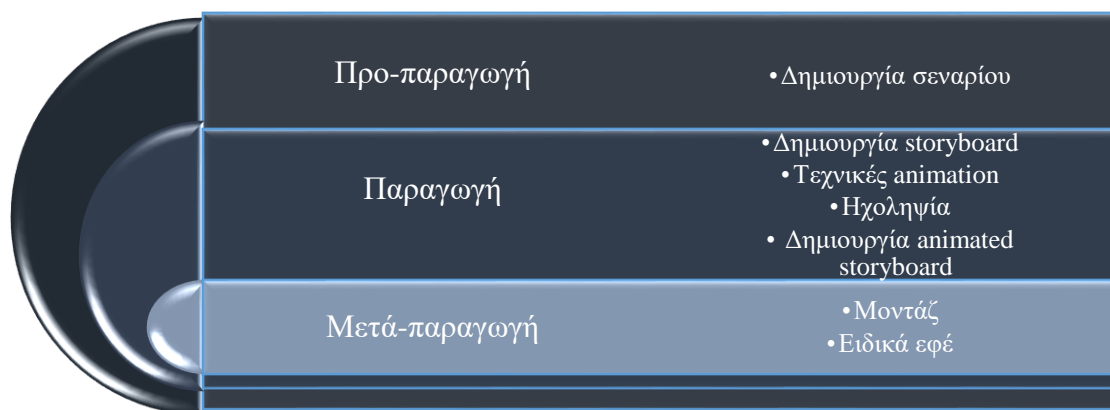 Προ-παραγωγή
•Δημιουργία σεναρίου
Παραγωγή
•Δημιουργία storyboard
•Τεχνικές animation
•Ηχοληψία
• Δημιουργία animated
storyboard
Μετά-παραγωγή
•Μοντάζ
•Ειδικά εφέ